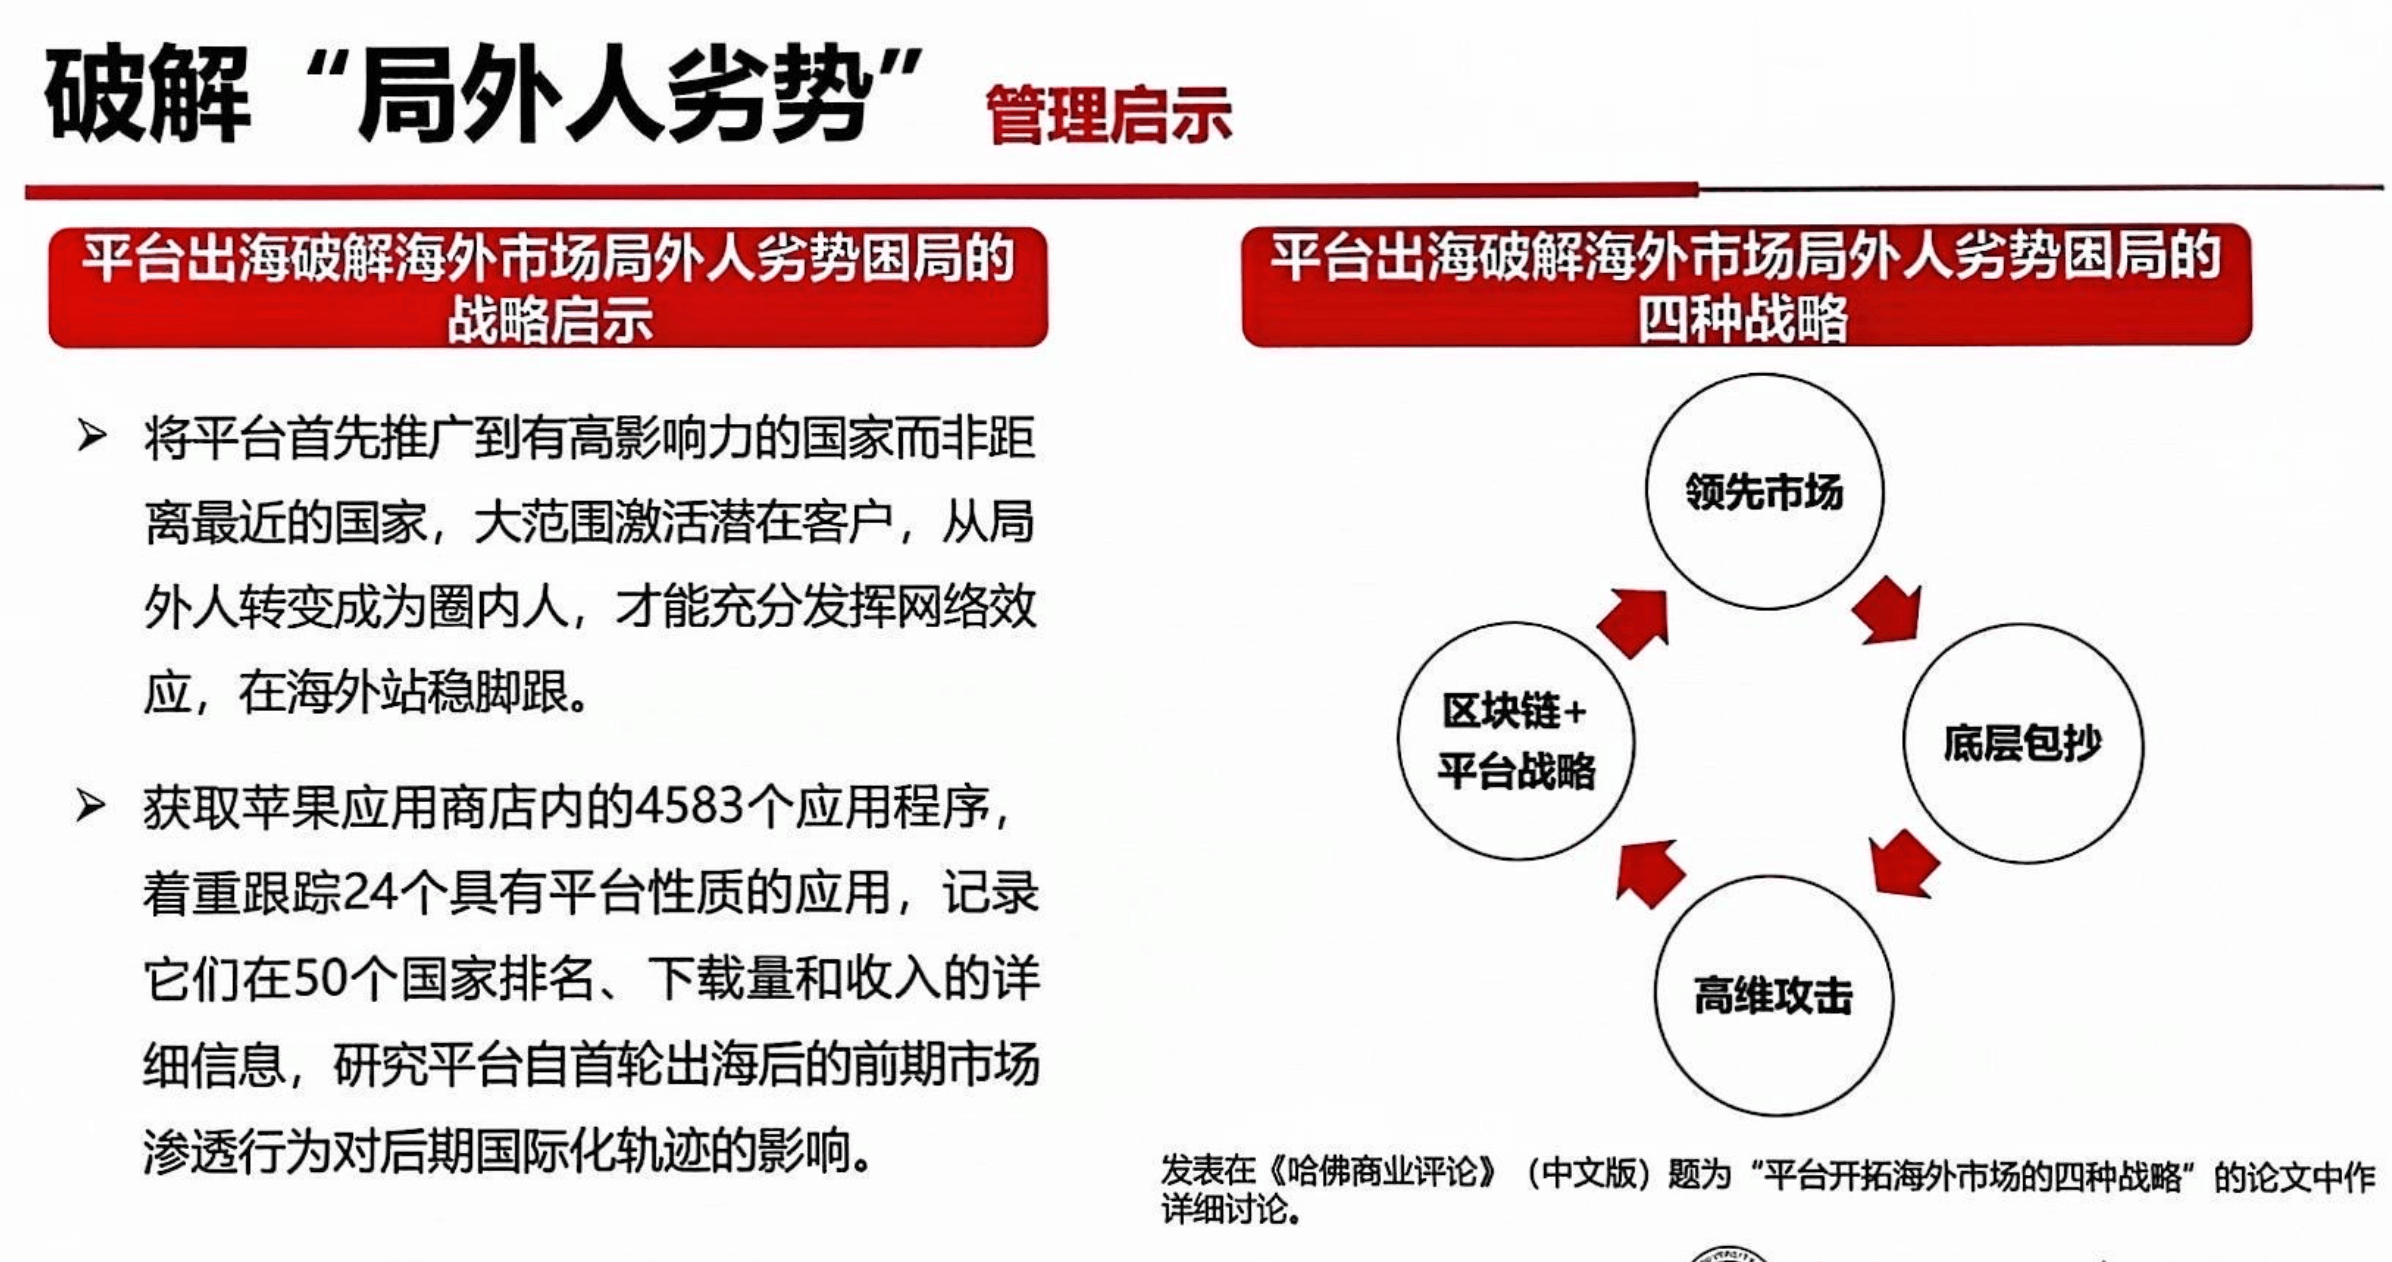 破解“局外人劣势” 管理启示
平台出海破解海外市场局外人劣势困局的
战略启示
将平台首先推广到有高影响力的国家而非距
离最近的国家，大范围激活潜在客户，从局
外人转变成为圈内人，才能充分发挥网络效
应，在海外站稳脚跟。
获取苹果应用商店内的4583个应用程序，
着重跟踪24个具有平台性质的应用，记录
它们在50个国家排名、下载量和收入的详
细信息，研究平台自首轮出海后的前期市场
渗透行为对后期国际化轨迹的影响。
平台出海破解海外市场局外人劣势困局的
四种战略
领先市场
底层包抄
高维攻击
区块链+
平台战略
发表在《哈佛商业评论》（中文版）题为“平台开拓海外市场的四种战略”的论文中作
详细讨论。